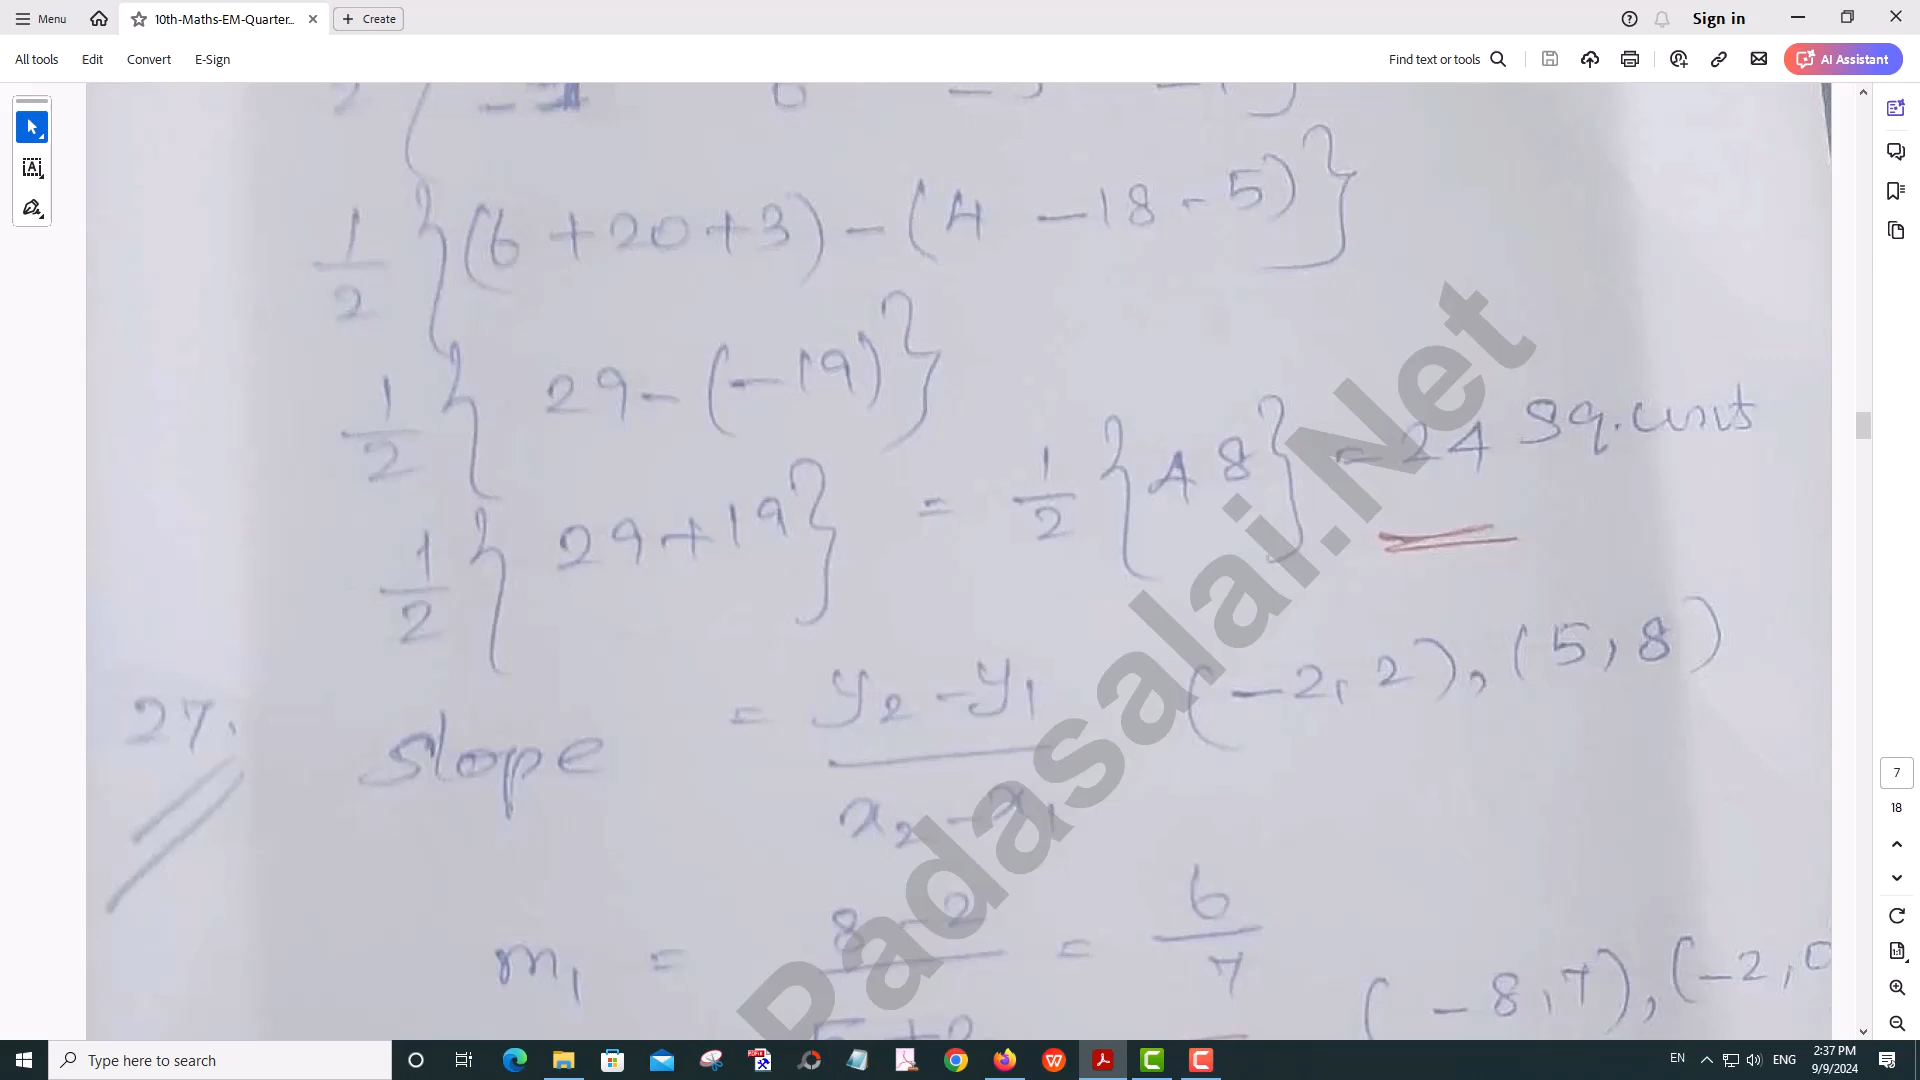 Menu
10th-Maths-EM-Quarter...
Create
Sign in
All tools
Edit
Convert
E-Sign
Find text or tools
AI Assistant
1/2 {(6 + 20 + 3) - (4 - 18 - 5)}
1/2 { 29 - (-19)}
1/2 { 29 + 19} = 1/2 {48} = 24 Sq. unit
27. Slope = y2 - y1 / x2 - x1 (-2, 2), (5, 8)
m1 = 8 - 2 / 5 + 2 = 6 / 7
(-8, 7), (-2, 0
Padasalai.Net
7
18
Type here to search
EN
ENG
2:37 PM
9/9/2024